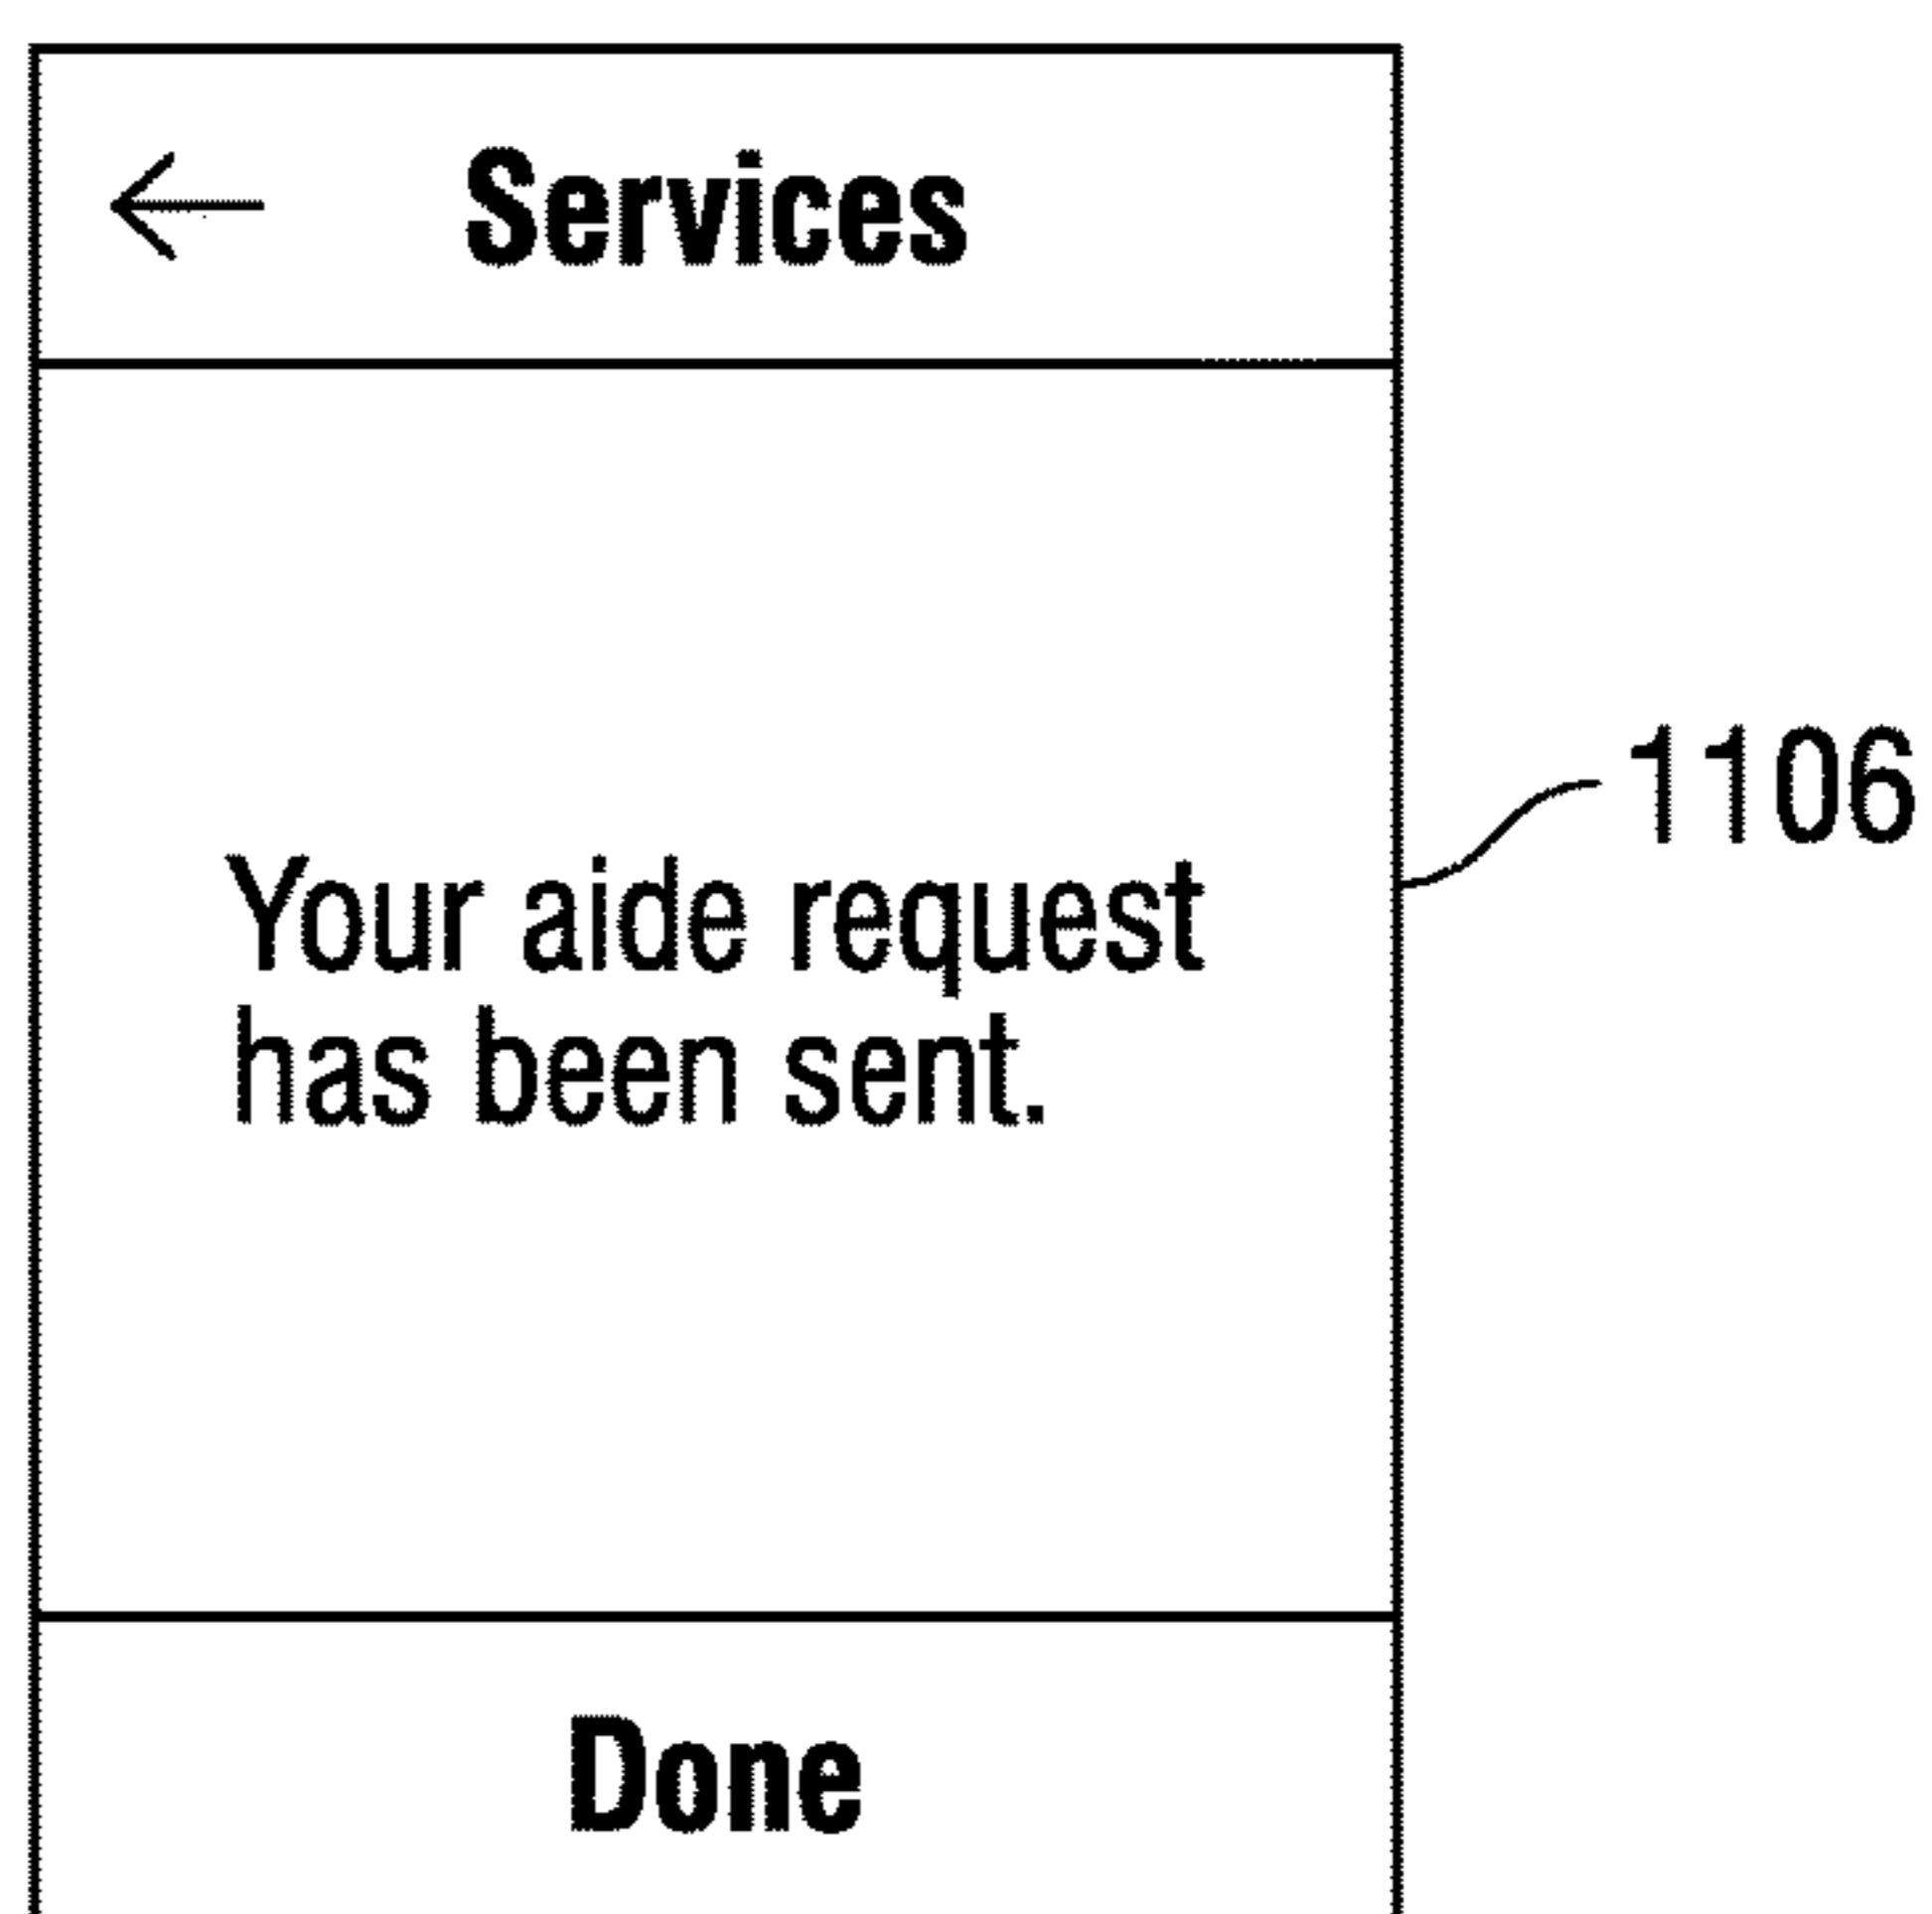 Services
1106
Your aide request
has been sent.
Done